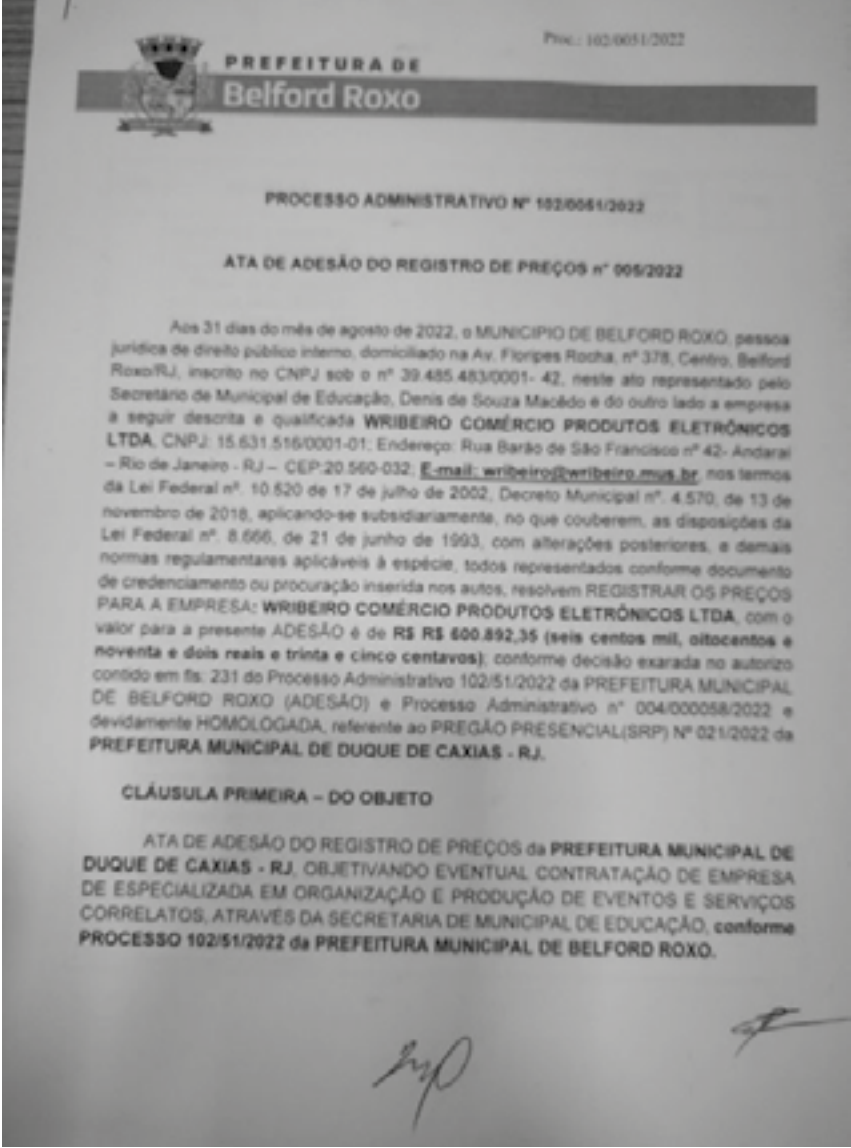 Proc.: 102/0051/2022
PREFEITURA DE
Belford Roxo
PROCESSO ADMINISTRATIVO Nº 102/0051/2022
ATA DE ADESÃO DO REGISTRO DE PREÇOS nº 005/2022
Aos 31 dias do mês de agosto de 2022, o MUNICIPIO DE BELFORD ROXO, pessoa
jurídica de direito público interno, domiciliado na Av. Floripes Rocha, nº 378, Centro, Belford
Roxo/RJ, inscrito no CNPJ sob o nº 39.485.483/0001- 42, neste ato representado pelo
Secretário de Municipal de Educação, Denis de Souza Macêdo e do outro lado a empresa
a seguir descrita e qualificada WRIBEIRO COMÉRCIO PRODUTOS ELETRÔNICOS
LTDA, CNPJ: 15.631.516/0001-01; Endereço: Rua Barão de São Francisco nº 42- Andaraí
– Rio de Janeiro - RJ – CEP:20.560-032; E-mail: wribeiro@wribeiro.mus.br, nos termos
da Lei Federal nº. 10.520 de 17 de julho de 2002, Decreto Municipal nº. 4.570, de 13 de
novembro de 2018, aplicando-se subsidiariamente, no que couberem, as disposições da
Lei Federal nº. 8.666, de 21 de junho de 1993, com alterações posteriores, e demais
normas regulamentares aplicáveis à espécie, todos representados conforme documento
de credenciamento ou procuração inserida nos autos, resolvem REGISTRAR OS PREÇOS
PARA A EMPRESA: WRIBEIRO COMÉRCIO PRODUTOS ELETRÔNICOS LTDA, com o
valor para a presente ADESÃO é de R$ R$ 600.892,35 (seis centos mil, oitocentos e
noventa e dois reais e trinta e cinco centavos); conforme decisão exarada no autorizo
contido em fls: 231 do Processo Administrativo 102/51/2022 da PREFEITURA MUNICIPAL
DE BELFORD ROXO (ADESÃO) e Processo Administrativo nº 004/000058/2022 e
devidamente HOMOLOGADA, referente ao PREGÃO PRESENCIAL(SRP) Nº 021/2022 da
PREFEITURA MUNICIPAL DE DUQUE DE CAXIAS - RJ.
CLÁUSULA PRIMEIRA – DO OBJETO
ATA DE ADESÃO DO REGISTRO DE PREÇOS da PREFEITURA MUNICIPAL DE
DUQUE DE CAXIAS - RJ, OBJETIVANDO EVENTUAL CONTRATAÇÃO DE EMPRESA
DE ESPECIALIZADA EM ORGANIZAÇÃO E PRODUÇÃO DE EVENTOS E SERVIÇOS
CORRELATOS, ATRAVÉS DA SECRETARIA DE MUNICIPAL DE EDUCAÇÃO, conforme
PROCESSO 102/51/2022 da PREFEITURA MUNICIPAL DE BELFORD ROXO.